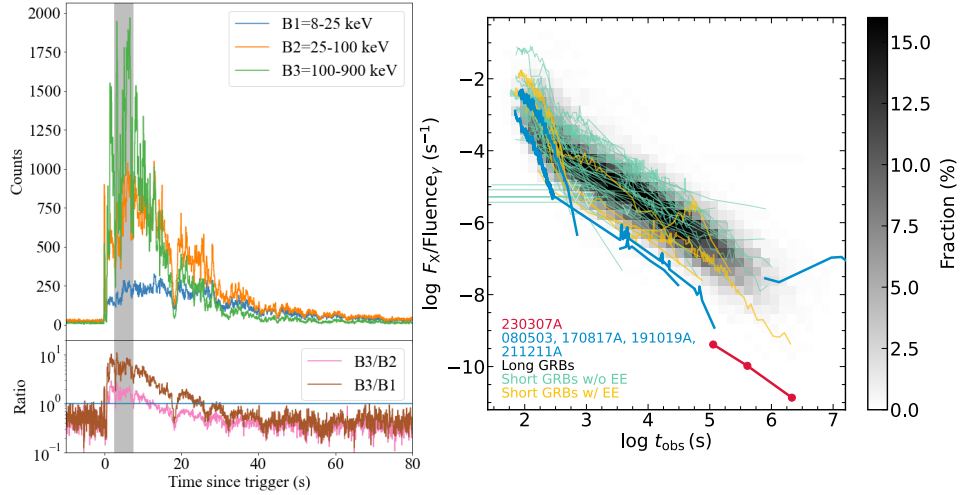 2000
1750
1500
1250
1000
750
500
250
0
Counts
B1=8-25 keV
B2=25-100 keV
B3=100-900 keV
10¹
10⁰
10⁻¹
Ratio
B3/B2
B3/B1
0
20
40
60
80
Time since trigger (s)
−2
−4
−6
−8
−10
log F_X/Fluence_γ (s⁻¹)
230307A
080503, 170817A, 191019A,
211211A
Long GRBs
Short GRBs w/o EE
Short GRBs w/ EE
2
3
4
5
6
7
log t_obs (s)
15.0
12.5
10.0
7.5
5.0
2.5
0.0
Fraction (%)